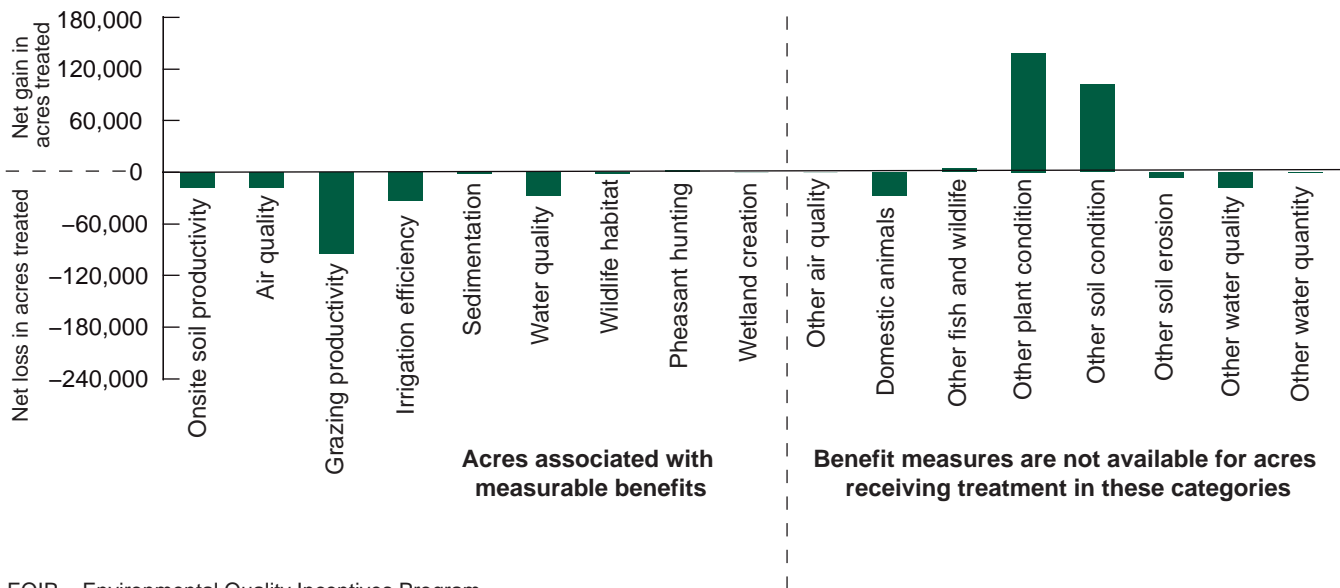 Net gain in
acres treated
Net loss in acres treated
180,000
120,000
60,000
0
−60,000
−120,000
−180,000
−240,000
Onsite soil productivity
Air quality
Grazing productivity
Irrigation efficiency
Sedimentation
Water quality
Wildlife habitat
Pheasant hunting
Wetland creation
Other air quality
Domestic animals
Other fish and wildlife
Other plant condition
Other soil condition
Other soil erosion
Other water quality
Other water quantity
Acres associated with
measurable benefits
Benefit measures are not available for acres
receiving treatment in these categories